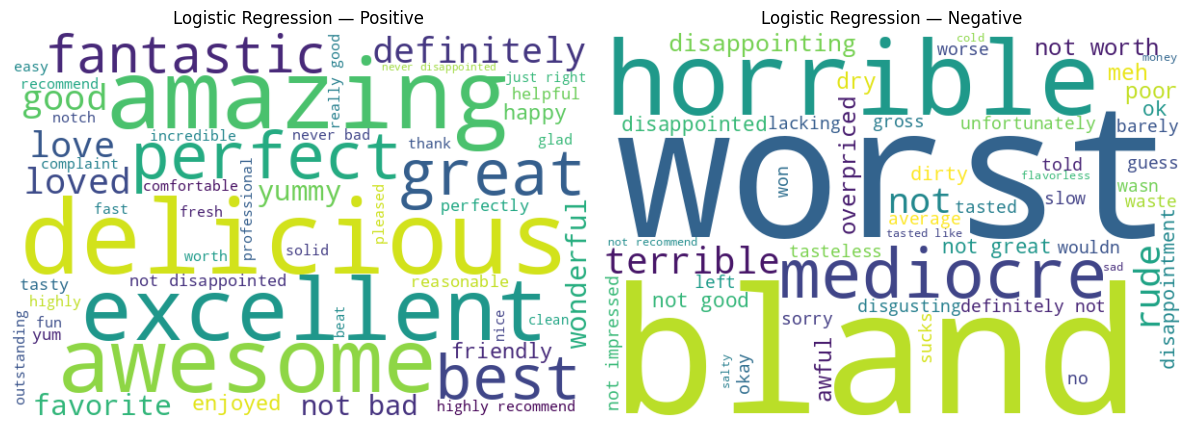 Logistic Regression — Positive
fantastic
really good
definitely
easy
never disappointed
recommend
amazing
just right
good
helpful
notch
happy
love
incredible
never bad
thank
glad
complaint
perfect
great
loved
comfortable
yummy
professional
pleased
perfectly
fast
fresh
delicious
wonderful
worth
solid
tasty
not disappointed
reasonable
highly
excellent
outstanding
fun
beat
nice
clean
yum
awesome
friendly
best
favorite
enjoyed
not bad
highly recommend
Logistic Regression — Negative
disappointing
cold
worse
not worth
money
horrible
dry
meh
poor
ok
disappointed
lacking
overpriced
gross
unfortunately
barely
worst
told
guess
won
dirty
flavorless
not
tasted
slow
wasn
waste
average
tasted like
not recommend
tasteless
not great
wouldn
disappointment
terrible
mediocre
sad
rude
left
not good
disgusting
definitely not
not impressed
sorry
sucks
bland
salty
okay
awful
no